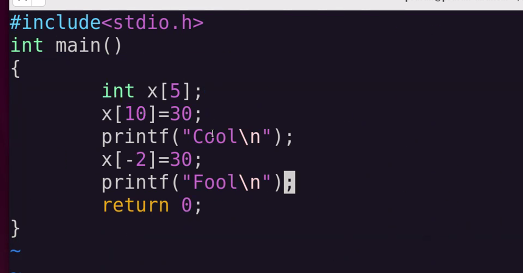 #include<stdio.h>
int main()
{
        int x[5];
        x[10]=30;
        printf("Cool\n");
        x[-2]=30;
        printf("Fool\n");
        return 0;
}
~